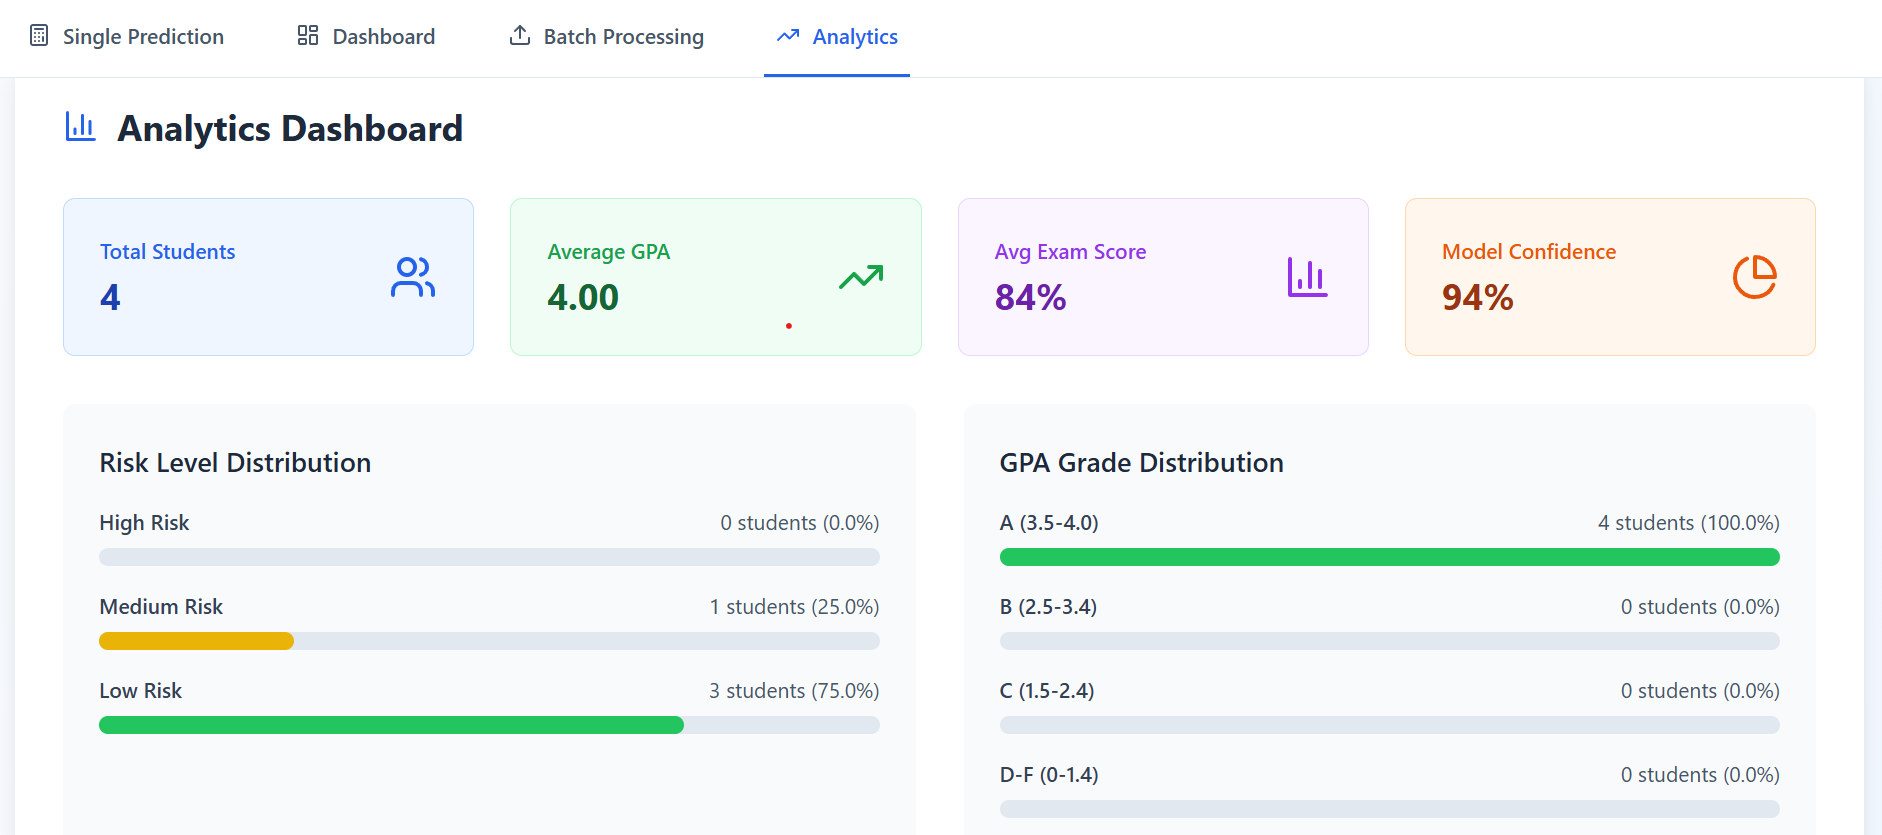 Single Prediction
Dashboard
Batch Processing
Analytics
Analytics Dashboard
Total Students
4
Average GPA
4.00
Avg Exam Score
84%
Model Confidence
94%
Risk Level Distribution
High Risk
0 students (0.0%)
Medium Risk
1 students (25.0%)
Low Risk
3 students (75.0%)
GPA Grade Distribution
A (3.5-4.0)
4 students (100.0%)
B (2.5-3.4)
0 students (0.0%)
C (1.5-2.4)
0 students (0.0%)
D-F (0-1.4)
0 students (0.0%)